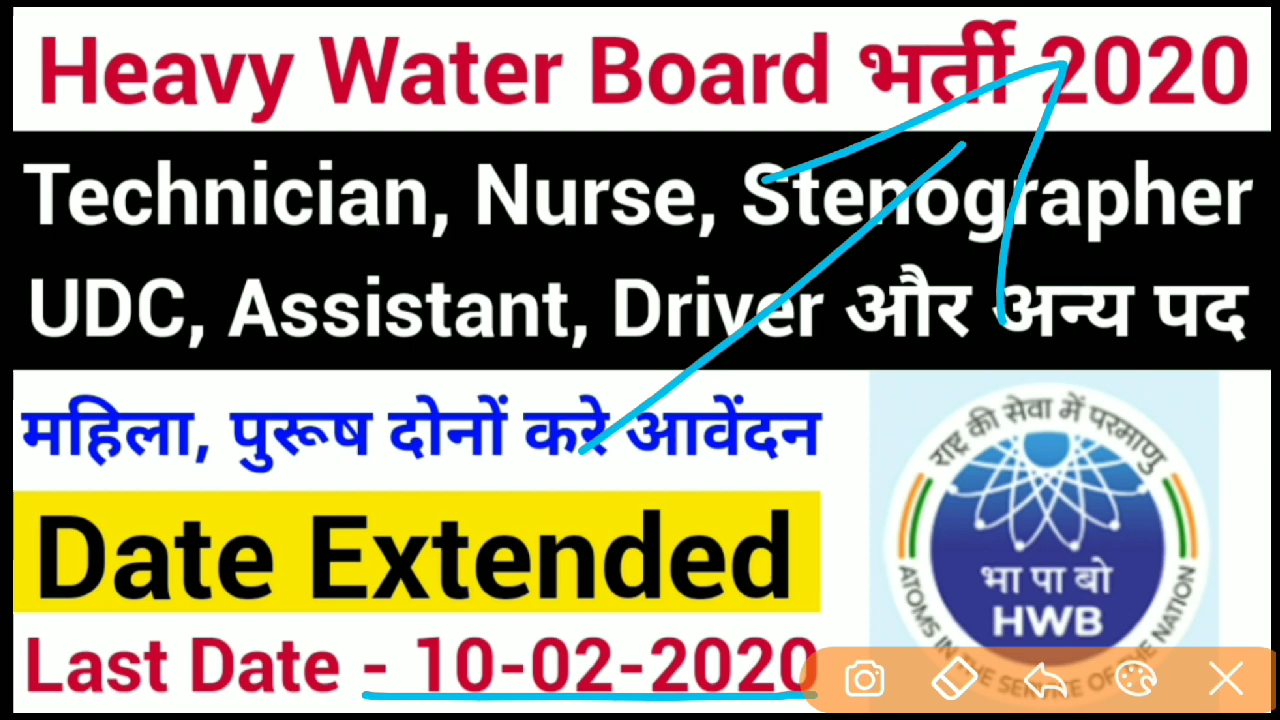 Heavy Water Board भर्ती 2020
Technician, Nurse, Stenographer
UDC, Assistant, Driver और अन्य पद
महिला, पुरूष दोनों करे आवेंदन
Date Extended
Last Date - 10-02-2020
राष्ट्र की सेवा में परमाणु
भा पा बो
HWB
ATOMS IN THE SERVICE OF THE NATION